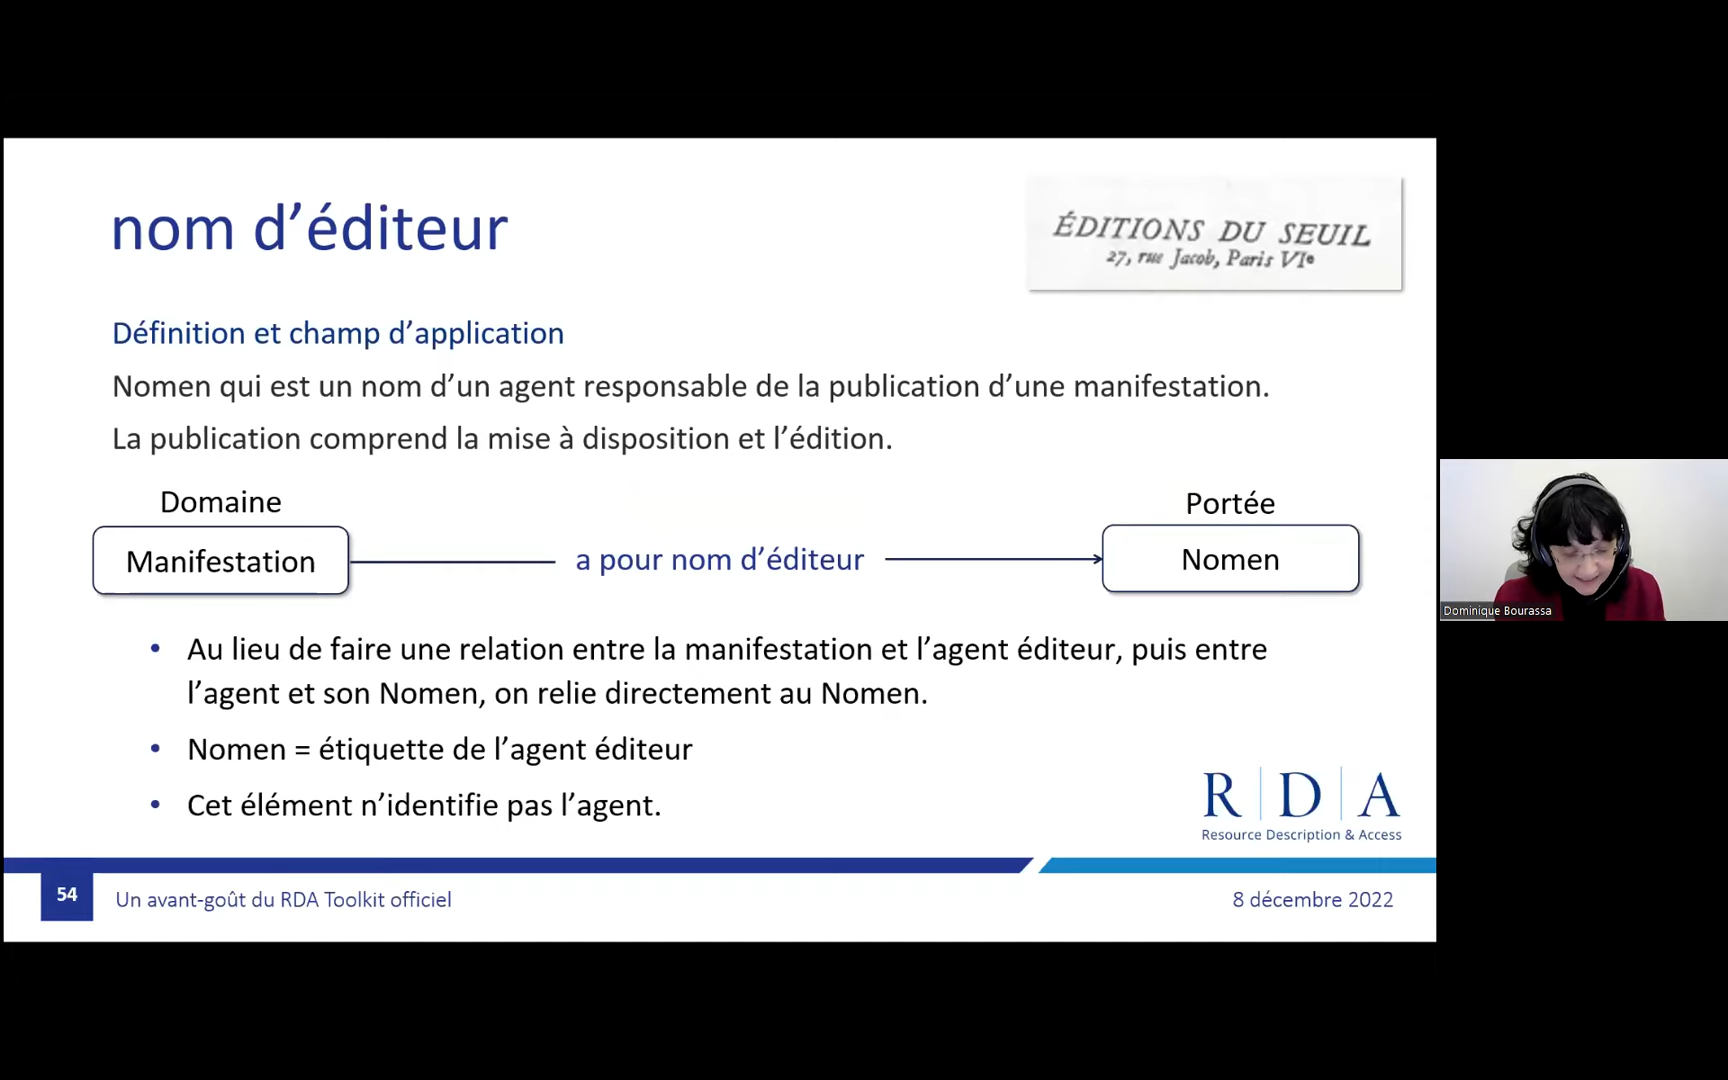 nom d’éditeur
ÉDITIONS DU SEUIL
27, rue Jacob, Paris VIe
Définition et champ d’application
Nomen qui est un nom d’un agent responsable de la publication d’une manifestation.
La publication comprend la mise à disposition et l’édition.
Domaine
Portée
Manifestation
a pour nom d’éditeur
Nomen
• Au lieu de faire une relation entre la manifestation et l’agent éditeur, puis entre
l’agent et son Nomen, on relie directement au Nomen.
• Nomen = étiquette de l’agent éditeur
• Cet élément n’identifie pas l’agent.
R D A
Resource Description & Access
54
Un avant-goût du RDA Toolkit officiel
8 décembre 2022
Dominique Bourassa